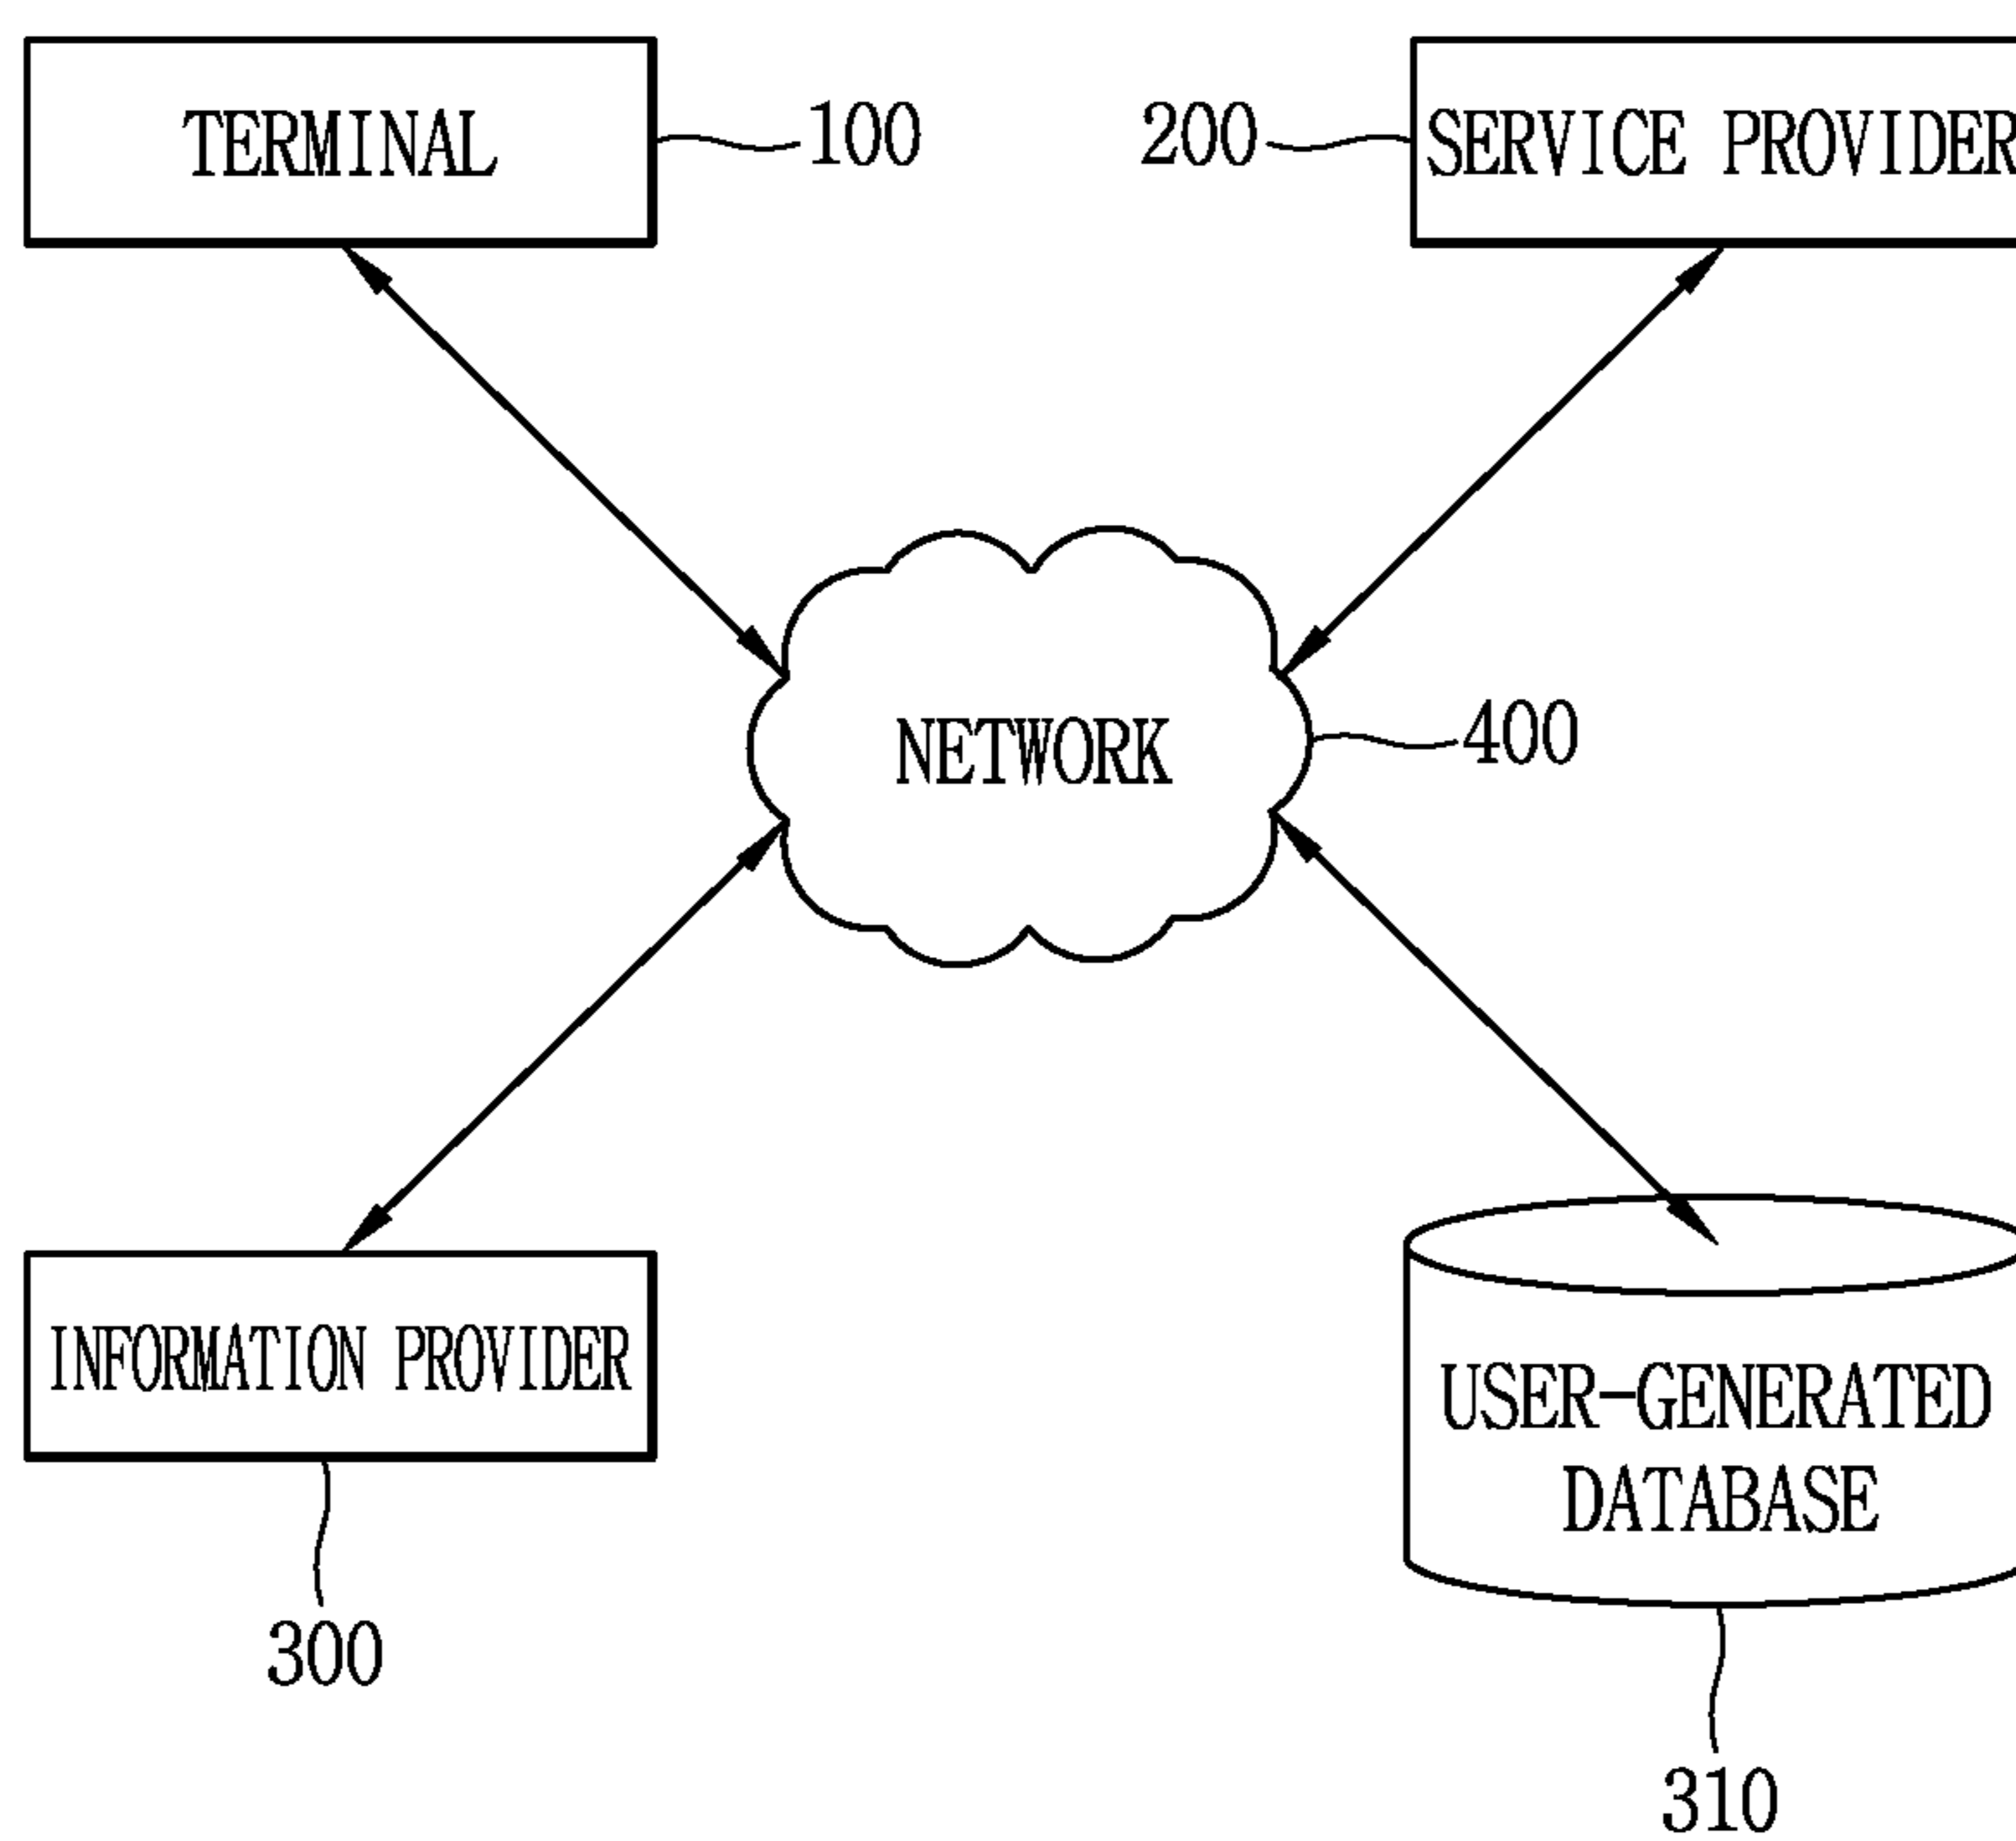 TERMINAL
100
200
SERVICE PROVIDER
NETWORK
400
INFORMATION PROVIDER
300
USER-GENERATED
DATABASE
310